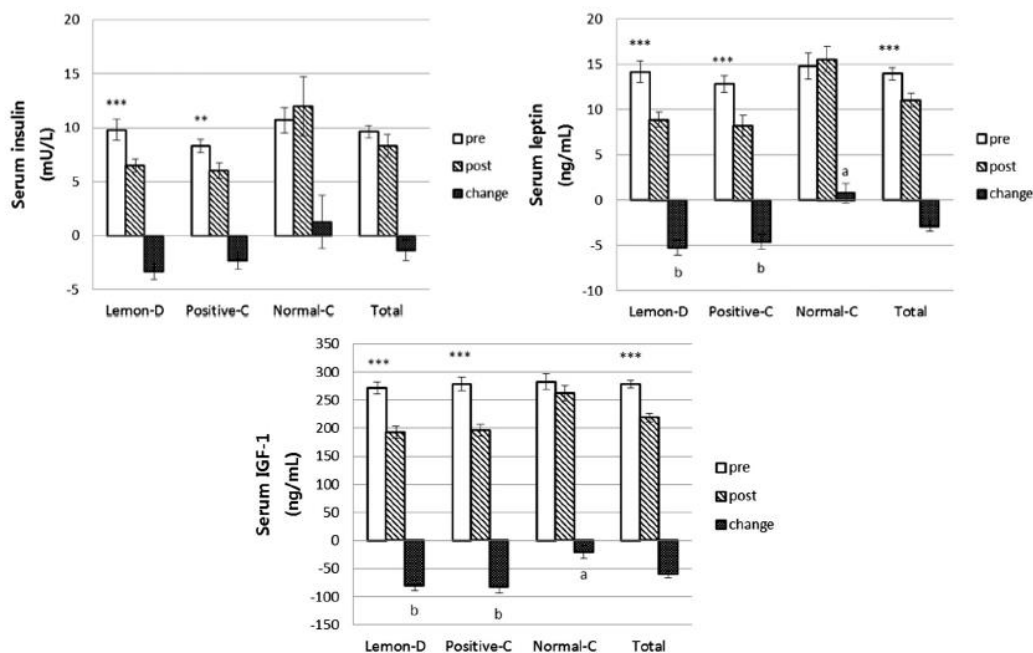 Serum insulin
(mU/L)
20
15
10
5
0
-5
***
**
Lemon-D Positive-C Normal-C Total
pre
post
change
Serum leptin
(ng/mL)
20
15
10
5
0
-5
-10
***
***
***
a
b
b
Lemon-D Positive-C Normal-C Total
pre
post
change
Serum IGF-1
(ng/mL)
350
300
250
200
150
100
50
0
-50
-100
-150
***
***
***
a
b
b
Lemon-D Positive-C Normal-C Total
pre
post
change